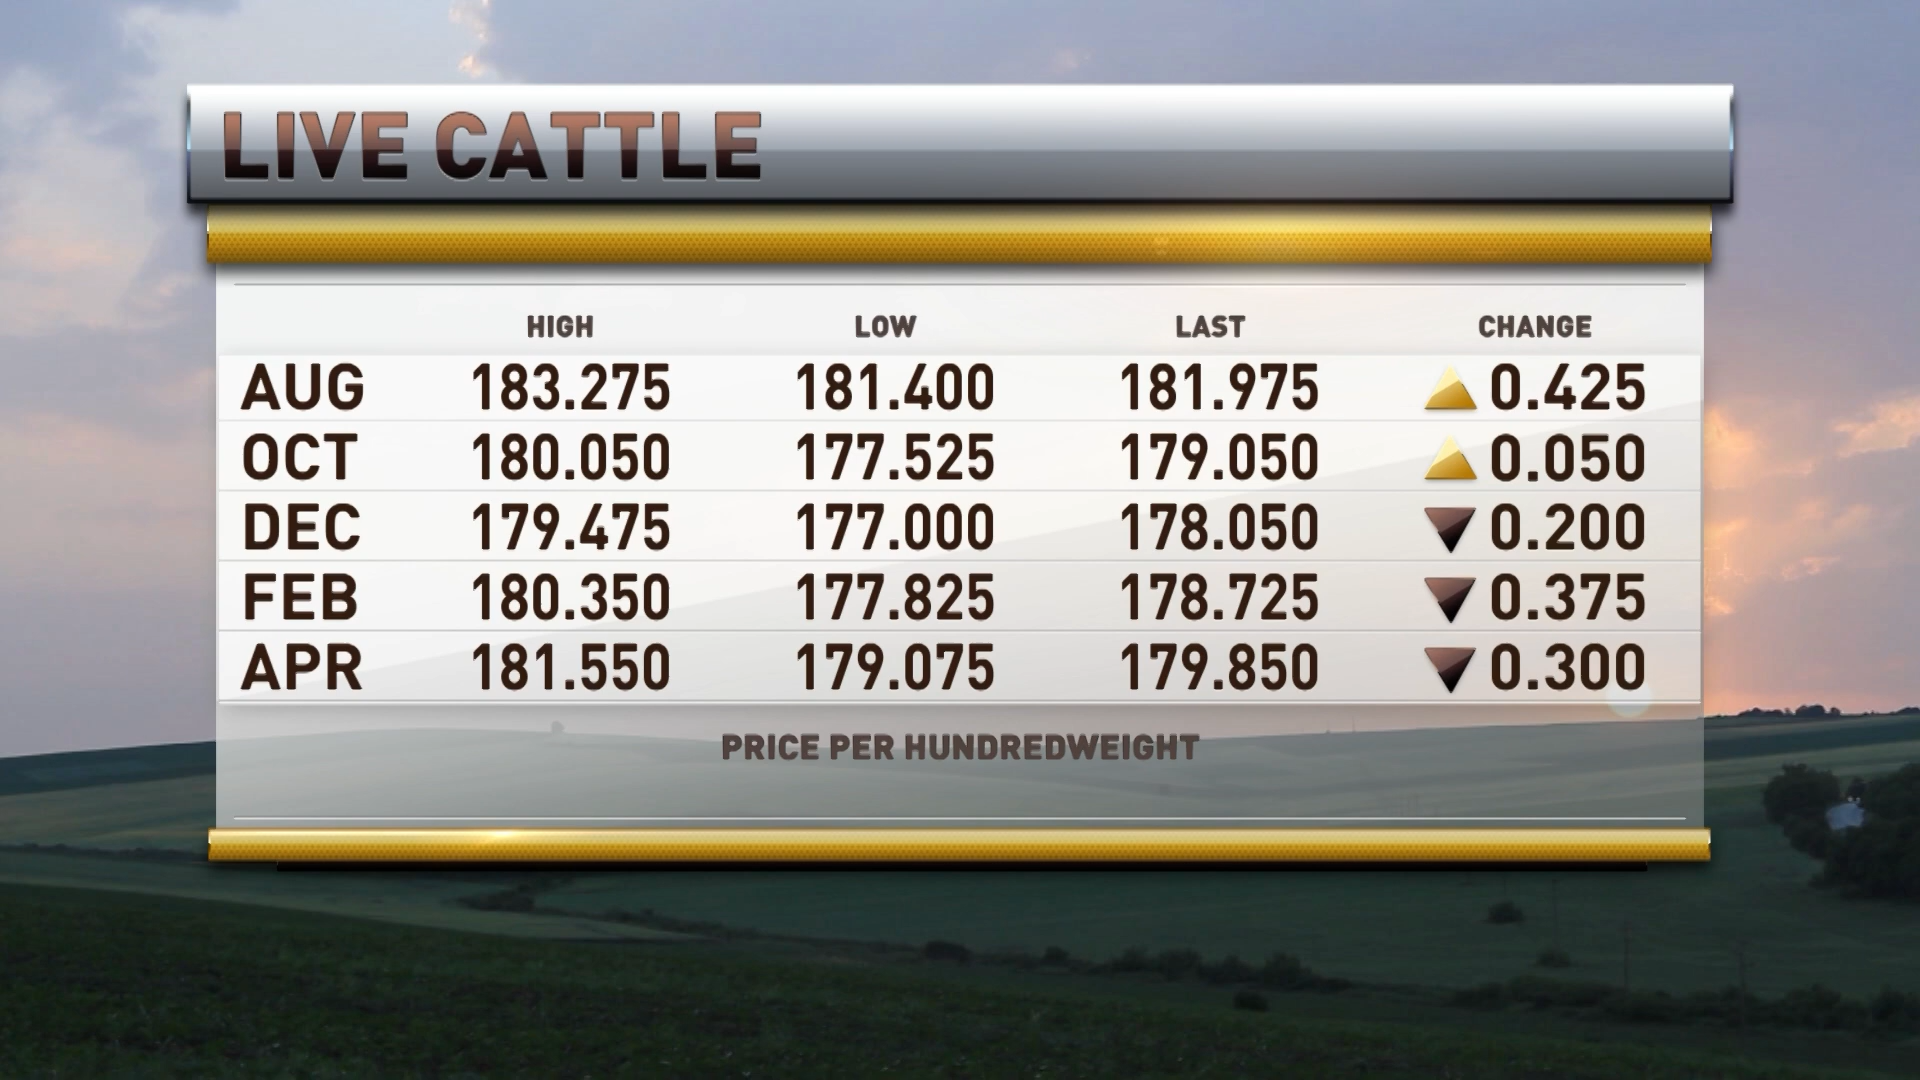 LIVE CATTLE
HIGH LOW LAST CHANGE
AUG 183.275 181.400 181.975 ▲ 0.425
OCT 180.050 177.525 179.050 ▲ 0.050
DEC 179.475 177.000 178.050 ▼ 0.200
FEB 180.350 177.825 178.725 ▼ 0.375
APR 181.550 179.075 179.850 ▼ 0.300
PRICE PER HUNDREDWEIGHT